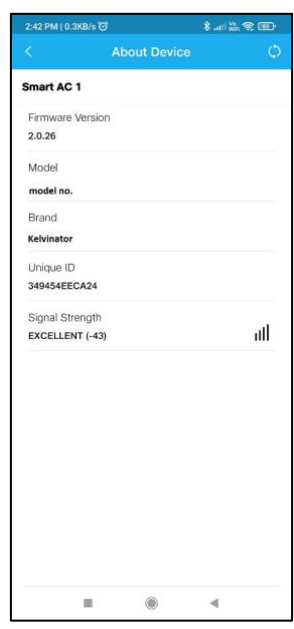 2:42 PM | 0.3KB/s
About Device
Smart AC 1
Firmware Version
2.0.26
Model
model no.
Brand
Kelvinator
Unique ID
349454EECA24
Signal Strength
EXCELLENT (-43)